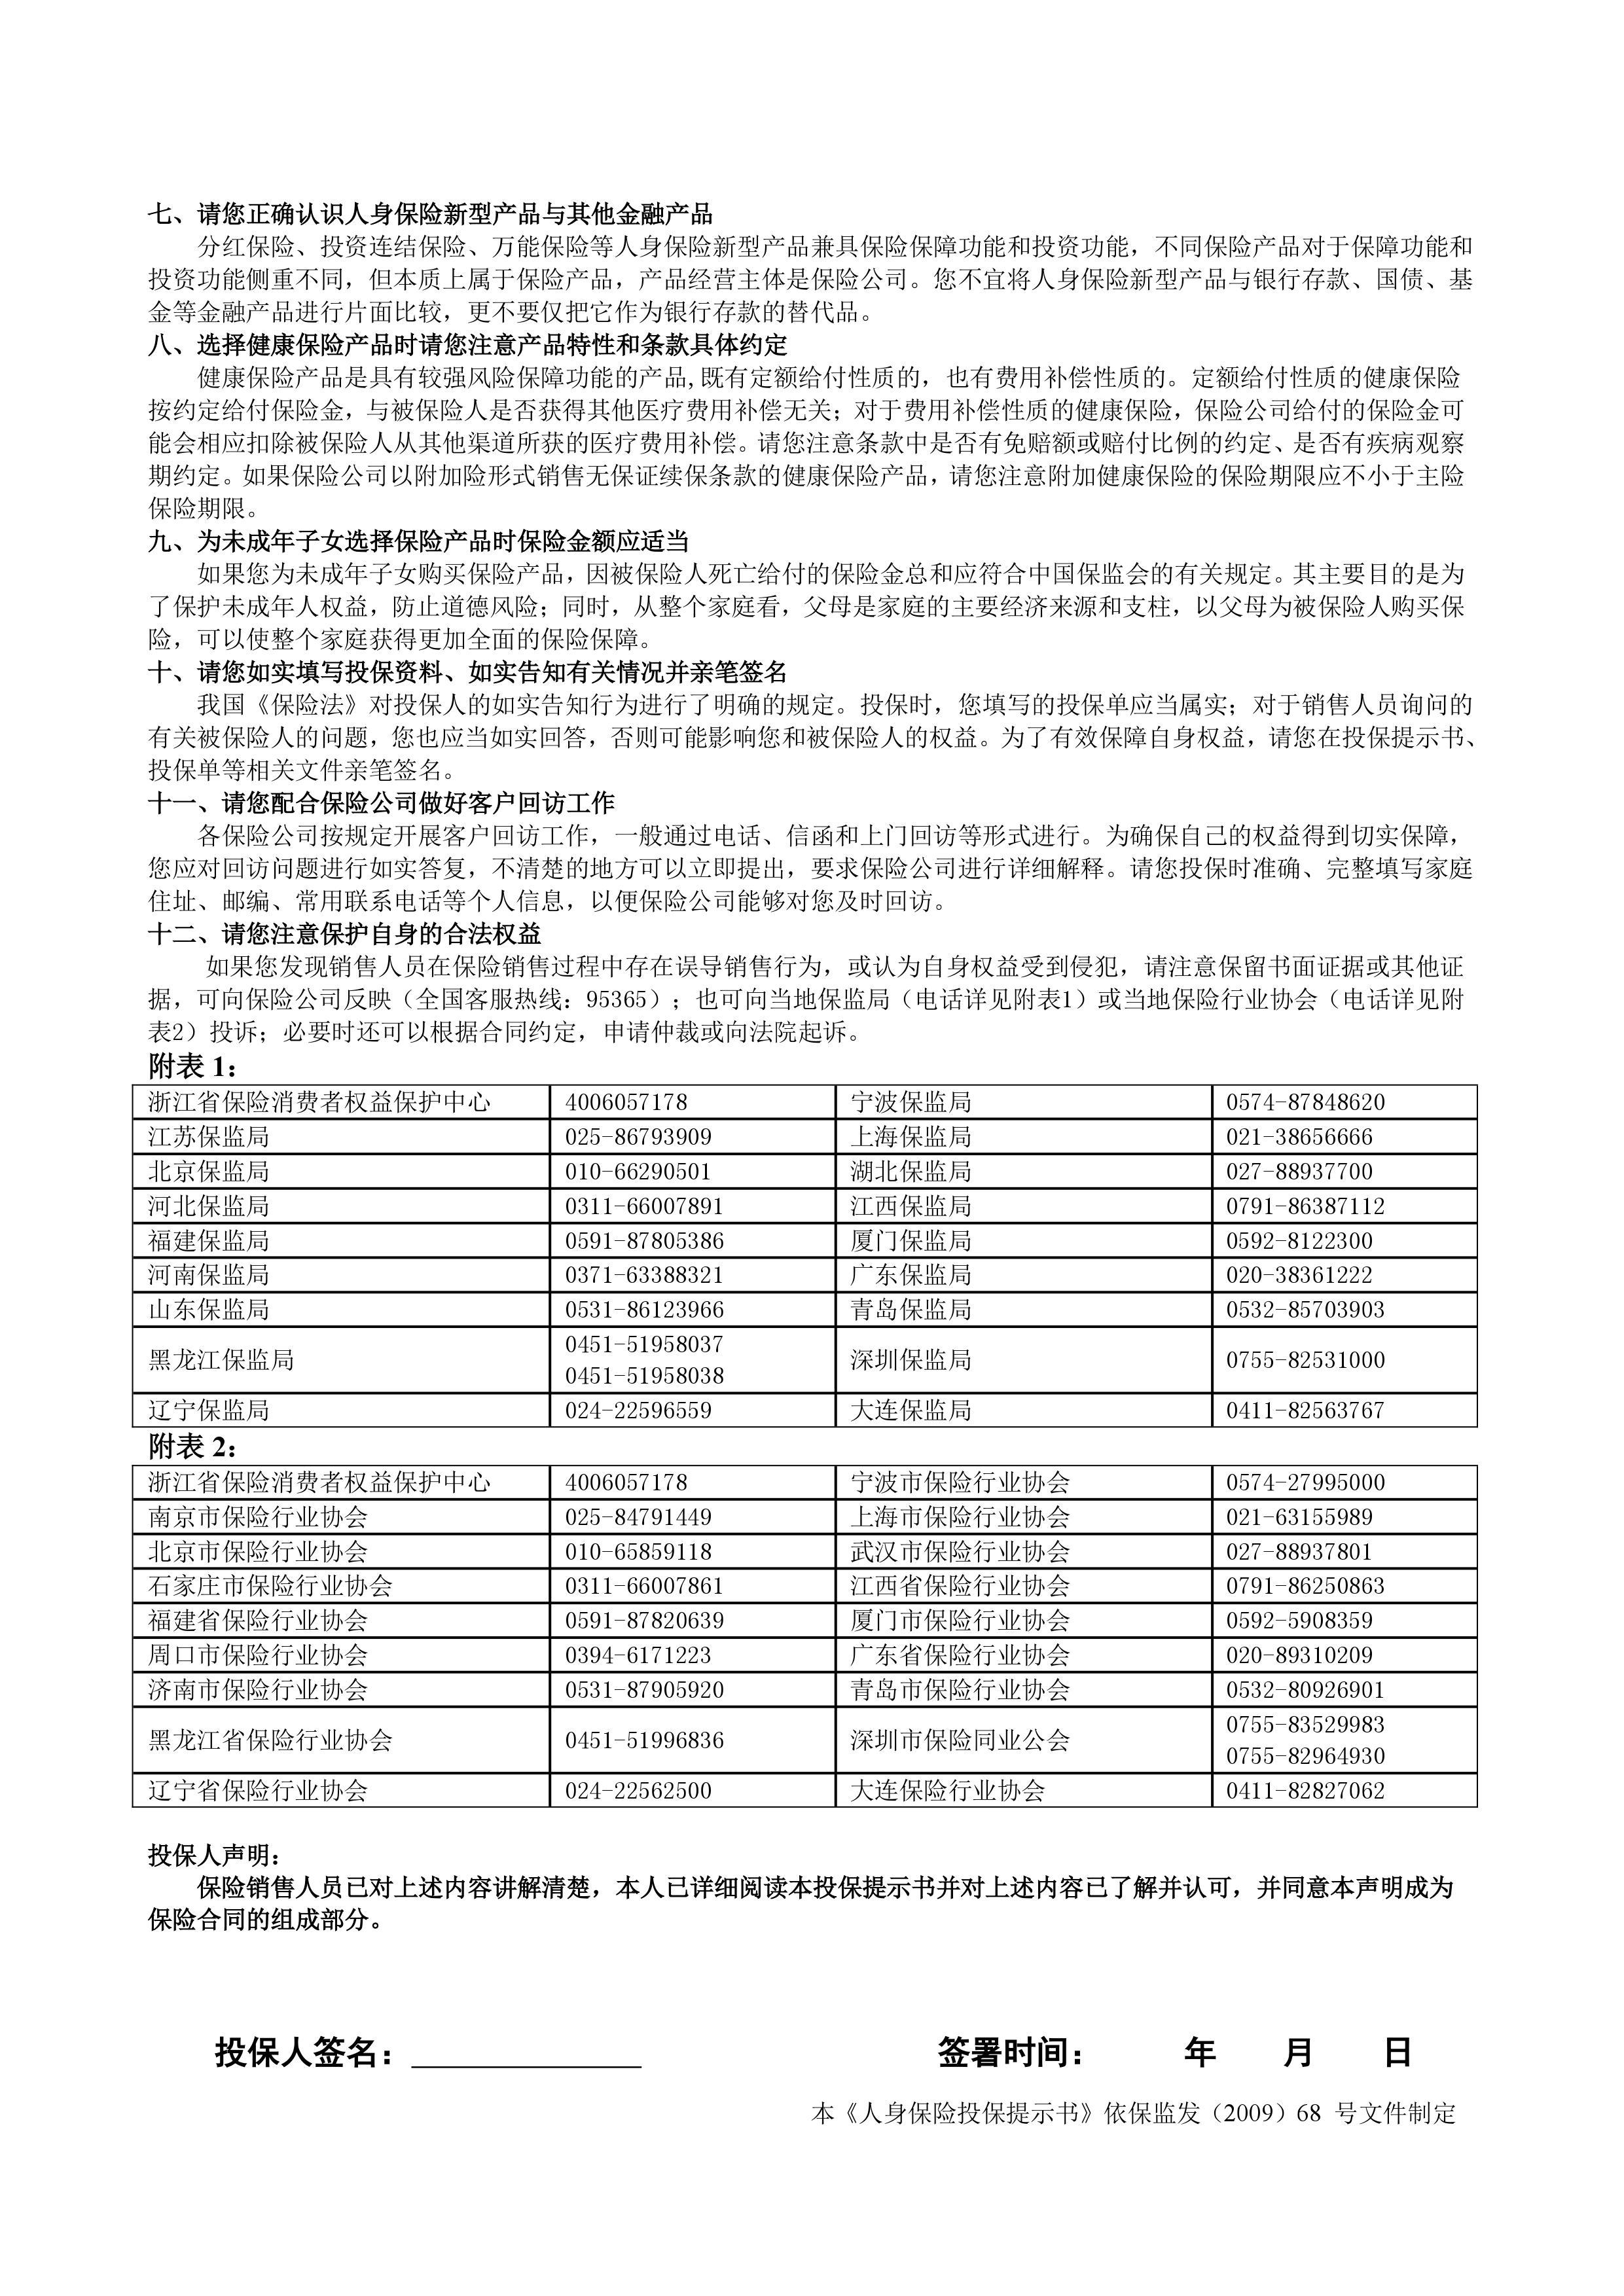 七、请您正确认识人身保险新型产品与其他金融产品
分红保险、投资连结保险、万能保险等人身保险新型产品兼具保险保障功能和投资功能，不同保险产品对于保障功能和
投资功能侧重不同，但本质上属于保险产品，产品经营主体是保险公司。您不宜将人身保险新型产品与银行存款、国债、基
金等金融产品进行片面比较，更不要仅把它作为银行存款的替代品。
八、选择健康保险产品时请您注意产品特性和条款具体约定
健康保险产品是具有较强风险保障功能的产品,既有定额给付性质的，也有费用补偿性质的。定额给付性质的健康保险
按约定给付保险金，与被保险人是否获得其他医疗费用补偿无关；对于费用补偿性质的健康保险，保险公司给付的保险金可
能会相应扣除被保险人从其他渠道所获的医疗费用补偿。请您注意条款中是否有免赔额或赔付比例的约定、是否有疾病观察
期约定。如果保险公司以附加险形式销售无保证续保条款的健康保险产品，请您注意附加健康保险的保险期限应不小于主险
保险期限。
九、为未成年子女选择保险产品时保险金额应适当
如果您为未成年子女购买保险产品，因被保险人死亡给付的保险金总和应符合中国保监会的有关规定。其主要目的是为
了保护未成年人权益，防止道德风险；同时，从整个家庭看，父母是家庭的主要经济来源和支柱，以父母为被保险人购买保
险，可以使整个家庭获得更加全面的保险保障。
十、请您如实填写投保资料、如实告知有关情况并亲笔签名
我国《保险法》对投保人的如实告知行为进行了明确的规定。投保时，您填写的投保单应当属实；对于销售人员询问的
有关被保险人的问题，您也应当如实回答，否则可能影响您和被保险人的权益。为了有效保障自身权益，请您在投保提示书、
投保单等相关文件亲笔签名。
十一、请您配合保险公司做好客户回访工作
各保险公司按规定开展客户回访工作，一般通过电话、信函和上门回访等形式进行。为确保自己的权益得到切实保障，
您应对回访问题进行如实答复，不清楚的地方可以立即提出，要求保险公司进行详细解释。请您投保时准确、完整填写家庭
住址、邮编、常用联系电话等个人信息，以便保险公司能够对您及时回访。
十二、请您注意保护自身的合法权益
如果您发现销售人员在保险销售过程中存在误导销售行为，或认为自身权益受到侵犯，请注意保留书面证据或其他证
据，可向保险公司反映（全国客服热线：95365）；也可向当地保监局（电话详见附表1）或当地保险行业协会（电话详见附
表2）投诉；必要时还可以根据合同约定，申请仲裁或向法院起诉。
附表 1：
浙江省保险消费者权益保护中心 4006057178 宁波保监局 0574-87848620
江苏保监局 025-86793909 上海保监局 021-38656666
北京保监局 010-66290501 湖北保监局 027-88937700
河北保监局 0311-66007891 江西保监局 0791-86387112
福建保监局 0591-87805386 厦门保监局 0592-8122300
河南保监局 0371-63388321 广东保监局 020-38361222
山东保监局 0531-86123966 青岛保监局 0532-85703903
黑龙江保监局 0451-51958037
0451-51958038 深圳保监局 0755-82531000
辽宁保监局 024-22596559 大连保监局 0411-82563767
附表 2：
浙江省保险消费者权益保护中心 4006057178 宁波市保险行业协会 0574-27995000
南京市保险行业协会 025-84791449 上海市保险行业协会 021-63155989
北京市保险行业协会 010-65859118 武汉市保险行业协会 027-88937801
石家庄市保险行业协会 0311-66007861 江西省保险行业协会 0791-86250863
福建省保险行业协会 0591-87820639 厦门市保险行业协会 0592-5908359
周口市保险行业协会 0394-6171223 广东省保险行业协会 020-89310209
济南市保险行业协会 0531-87905920 青岛市保险行业协会 0532-80926901
黑龙江省保险行业协会 0451-51996836 深圳市保险同业公会 0755-83529983
0755-82964930
辽宁省保险行业协会 024-22562500 大连保险行业协会 0411-82827062
投保人声明：
保险销售人员已对上述内容讲解清楚，本人已详细阅读本投保提示书并对上述内容已了解并认可，并同意本声明成为
保险合同的组成部分。
投保人签名：______________ 签署时间： 年 月 日
本《人身保险投保提示书》依保监发（2009）68 号文件制定